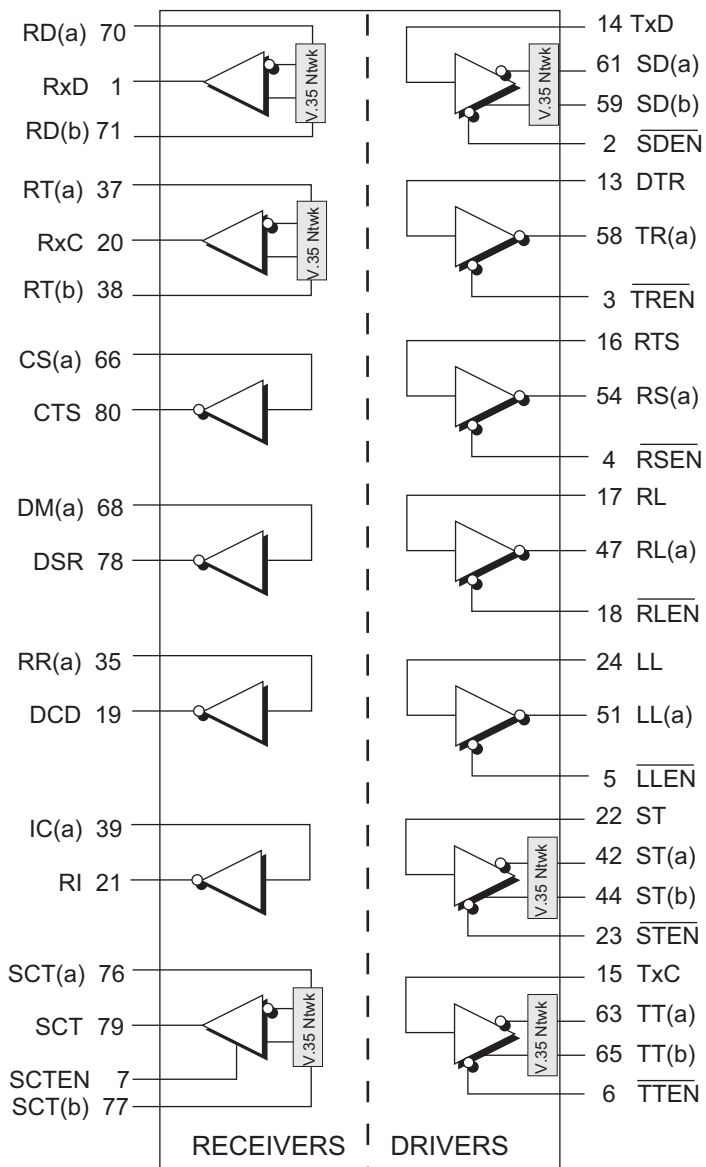 RD(a) 70
RxD 1
RD(b) 71
V.35 Ntwk
RT(a) 37
RxC 20
RT(b) 38
V.35 Ntwk
CS(a) 66
CTS 80
DM(a) 68
DSR 78
RR(a) 35
DCD 19
IC(a) 39
RI 21
SCT(a) 76
SCT 79
SCTEN 7
SCT(b) 77
V.35 Ntwk
RECEIVERS
14 TxD
61 SD(a)
59 SD(b)
2 SDEN
V.35 Ntwk
13 DTR
58 TR(a)
3 TREN
16 RTS
54 RS(a)
4 RSEN
17 RL
47 RL(a)
18 RLEN
24 LL
51 LL(a)
5 LLEN
22 ST
42 ST(a)
44 ST(b)
23 STEN
V.35 Ntwk
15 TxC
63 TT(a)
65 TT(b)
6 TTEN
V.35 Ntwk
DRIVERS